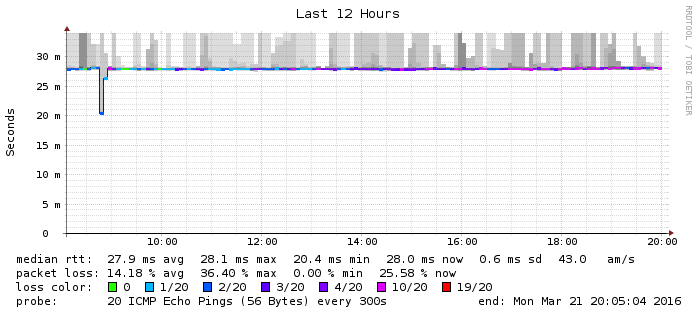 Last 12 Hours
RRDTOOL / TOBI OETIKER
Seconds
30 m
25 m
20 m
15 m
10 m
5 m
0
10:00 12:00 14:00 16:00 18:00 20:00
median rtt: 27.9 ms avg 28.1 ms max 20.4 ms min 28.0 ms now 0.6 ms sd 43.0 am/s
packet loss: 14.18 % avg 36.40 % max 0.00 % min 25.58 % now
loss color: 0 1/20 2/20 3/20 4/20 10/20 19/20
probe: 20 ICMP Echo Pings (56 Bytes) every 300s end: Mon Mar 21 20:05:04 2016